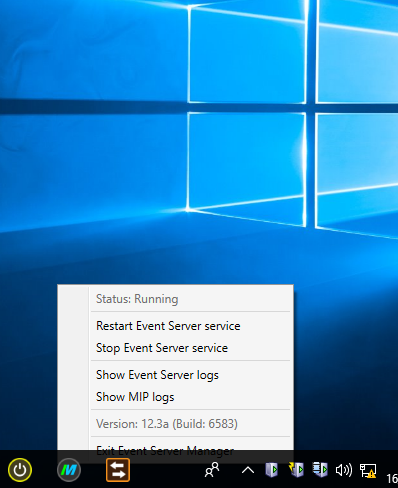 Status: Running
Restart Event Server service
Stop Event Server service
Show Event Server logs
Show MIP logs
Version: 12.3a (Build: 6583)
Exit Event Server Manager
16